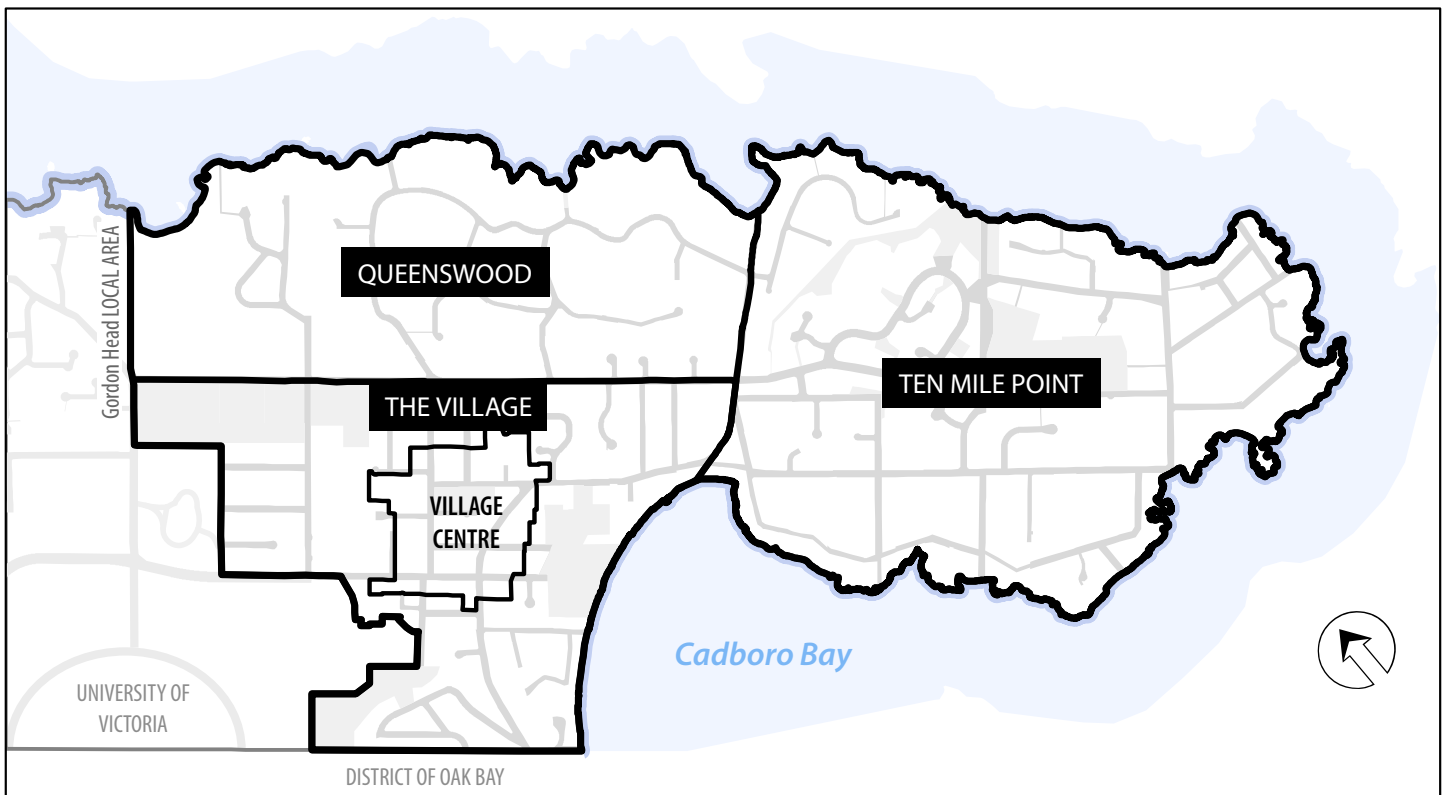 Gordon Head LOCAL AREA
QUEENSWOOD
TEN MILE POINT
THE VILLAGE
VILLAGE
CENTRE
Cadboro Bay
UNIVERSITY OF
VICTORIA
DISTRICT OF OAK BAY